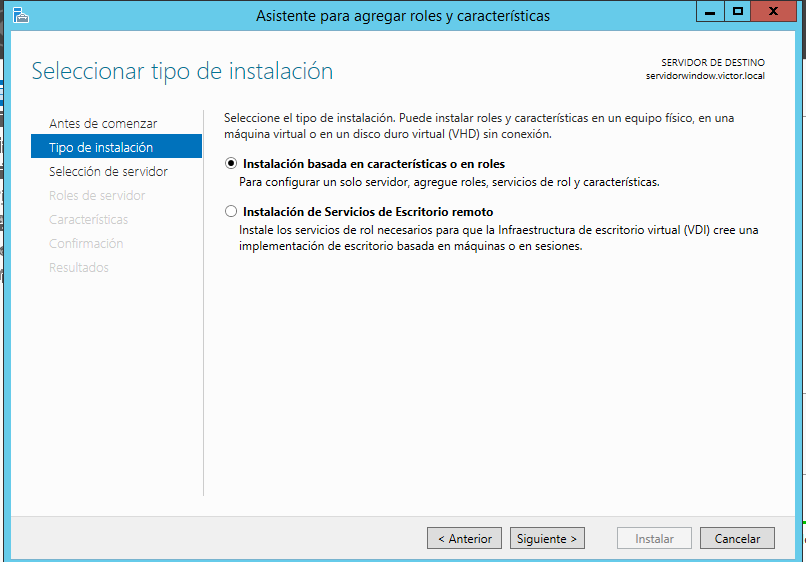 Asistente para agregar roles y características
Seleccionar tipo de instalación
SERVIDOR DE DESTINO
servidorwindow.victor.local
Antes de comenzar
Tipo de instalación
Selección de servidor
Roles de servidor
Características
Confirmación
Resultados
Seleccione el tipo de instalación. Puede instalar roles y características en un equipo físico, en una
máquina virtual o en un disco duro virtual (VHD) sin conexión.
Instalación basada en características o en roles
Para configurar un solo servidor, agregue roles, servicios de rol y características.
Instalación de Servicios de Escritorio remoto
Instale los servicios de rol necesarios para que la Infraestructura de escritorio virtual (VDI) cree una
implementación de escritorio basada en máquinas o en sesiones.
< Anterior
Siguiente >
Instalar
Cancelar